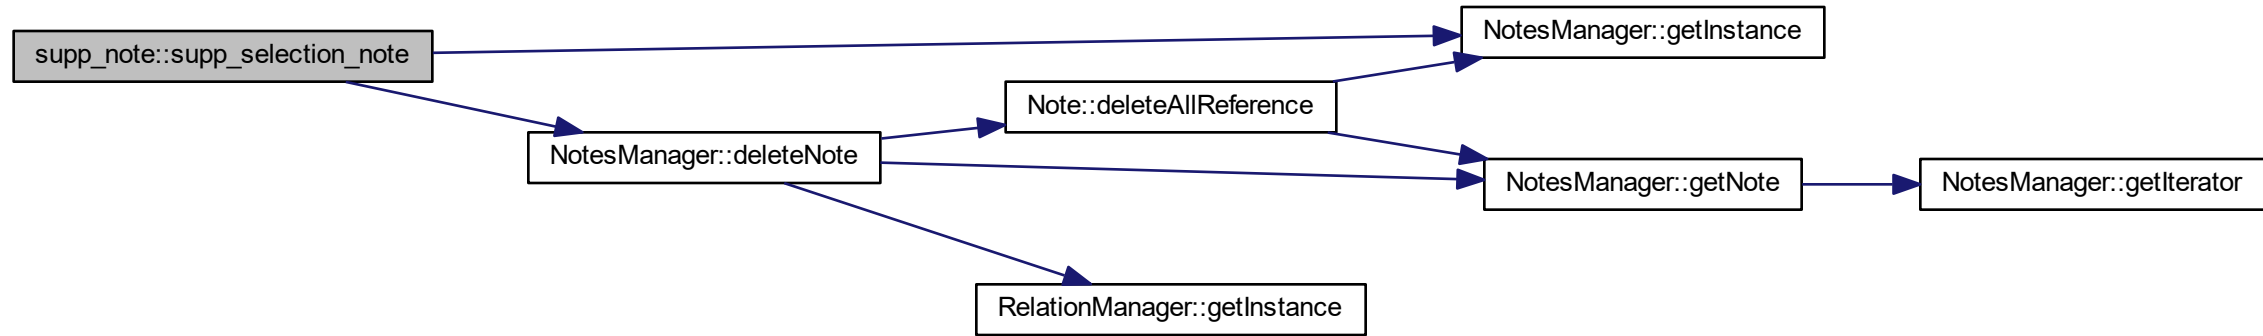 supp_note::supp_selection_note
NotesManager::getInstance
Note::deleteAllReference
NotesManager::deleteNote
NotesManager::getNote
NotesManager::getIterator
RelationManager::getInstance